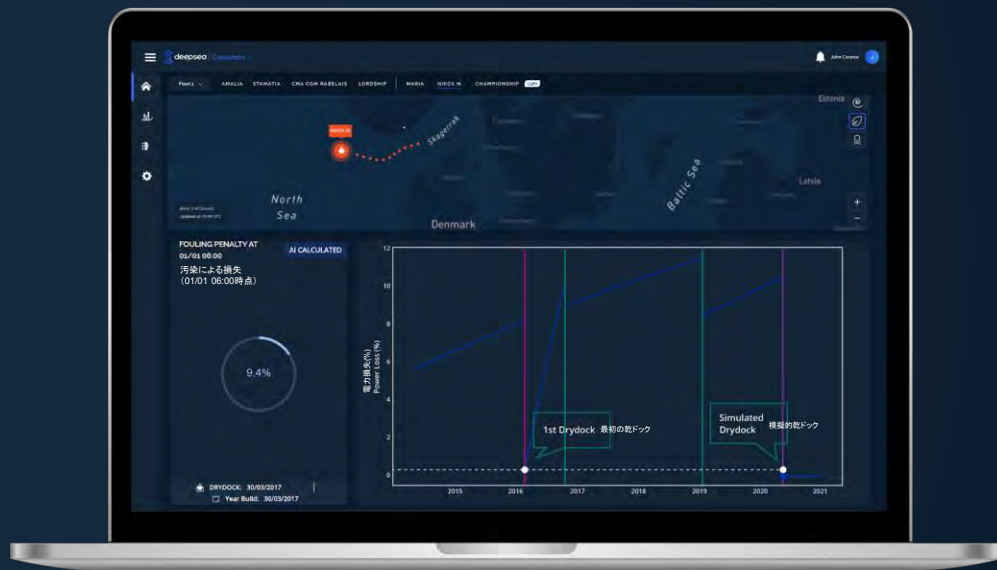 deepsea Cassandra
John Connor J
Fleet 1 AMALIA STAMATIA CMA CGM RABELAIS LORDSHIP MARIA NIKOS M CHAMPIONSHIP
Estonia
Skagerrak
Latvia
Baltic Sea
North
Sea
Denmark
FOULING PENALTY AT
01/01 06:00
AI CALCULATED
汚染による損失
(01/01 06:00時点)
9.4%
DRYDOCK: 30/03/2017
Year Build: 30/03/2017
電力損失(%)
Power Loss (%)
12
10
8
6
4
2
0
1st Drydock 最初の乾ドック
Simulated
Drydock 模擬的乾ドック
2015 2016 2017 2018 2019 2020 2021